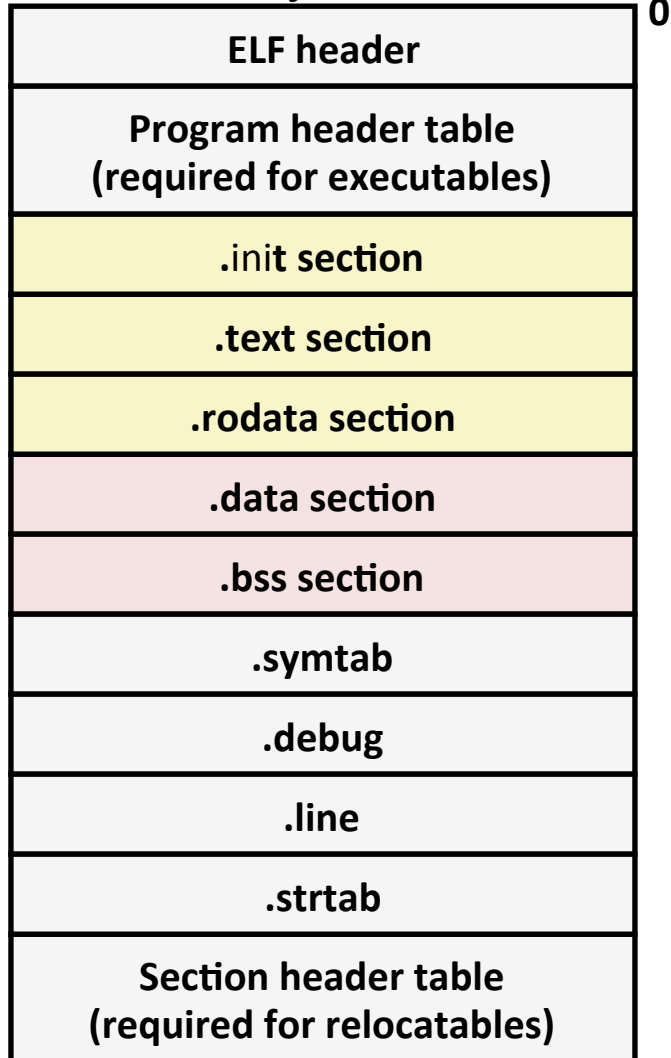 0
ELF header
Program header table
(required for executables)
.init section
.text section
.rodata section
.data section
.bss section
.symtab
.debug
.line
.strtab
Section header table
(required for relocatables)